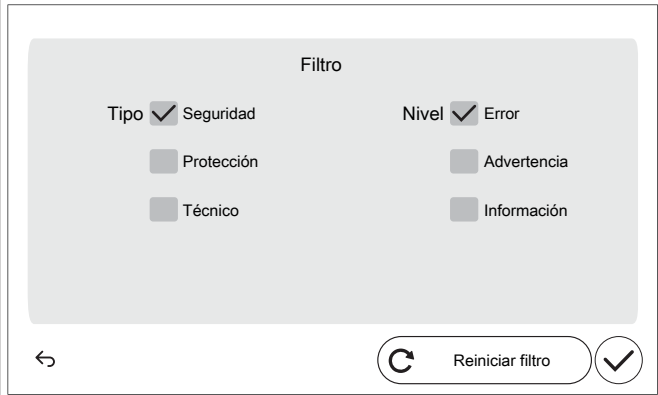 Filtro
Tipo Seguridad Nivel Error
Protección Advertencia
Técnico Información
Reiniciar filtro